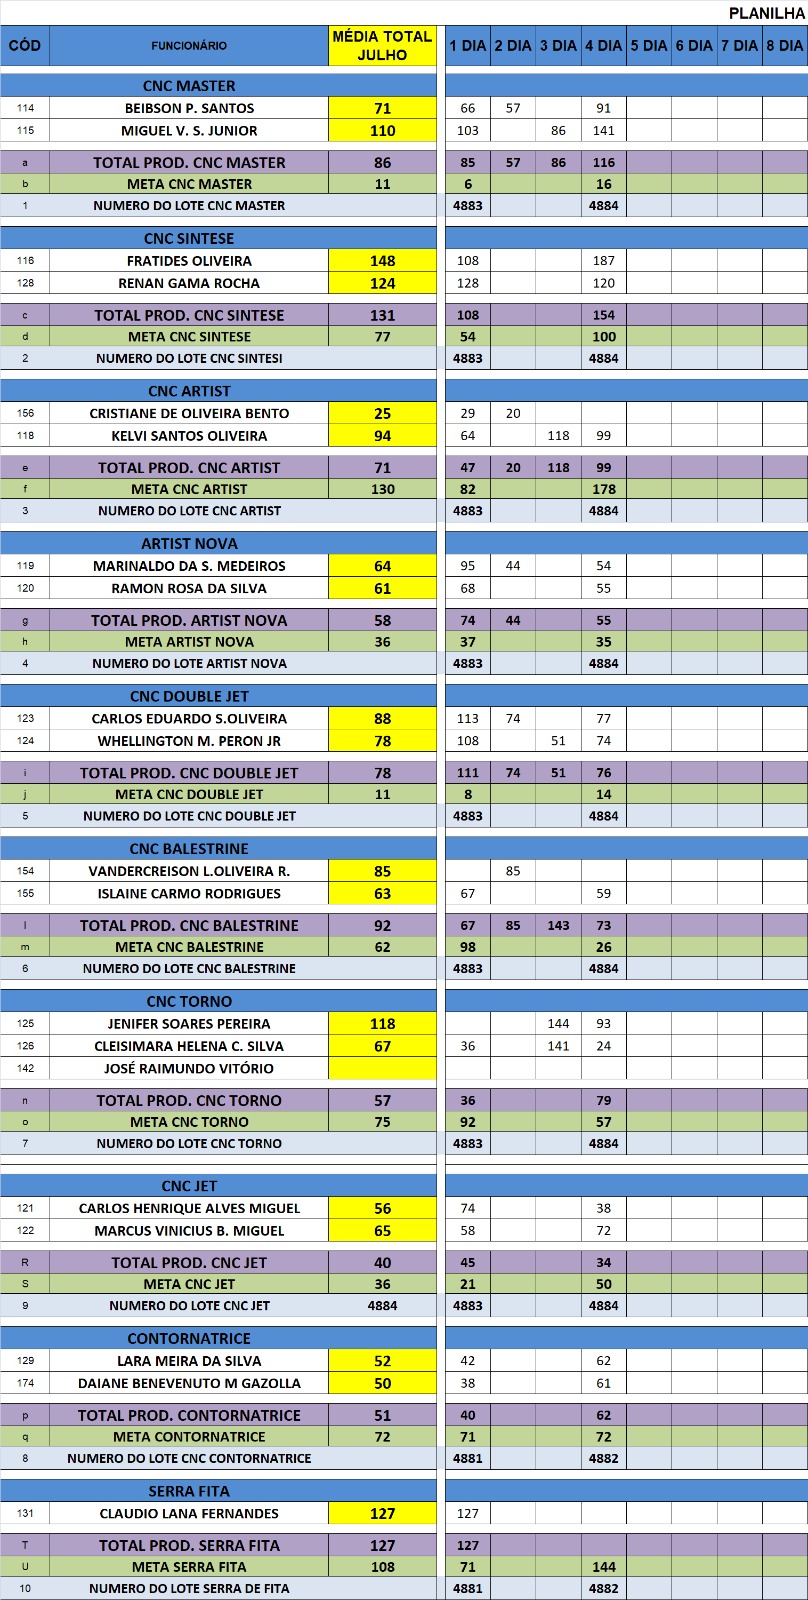 PLANILHA
CÓD FUNCIONÁRIO MÉDIA TOTAL JULHO 1 DIA 2 DIA 3 DIA 4 DIA 5 DIA 6 DIA 7 DIA 8 DIA
CNC MASTER
114 BEIBSON P. SANTOS 71 66 57 91
115 MIGUEL V. S. JUNIOR 110 103 86 141
a TOTAL PROD. CNC MASTER 86 85 57 86 116
b META CNC MASTER 11 6 16
1 NUMERO DO LOTE CNC MASTER 4883 4884
CNC SINTESE
116 FRATIDES OLIVEIRA 148 108 187
128 RENAN GAMA ROCHA 124 128 120
c TOTAL PROD. CNC SINTESE 131 108 154
d META CNC SINTESE 77 54 100
2 NUMERO DO LOTE CNC SINTESI 4883 4884
CNC ARTIST
156 CRISTIANE DE OLIVEIRA BENTO 25 29 20
118 KELVI SANTOS OLIVEIRA 94 64 118 99
e TOTAL PROD. CNC ARTIST 71 47 20 118 99
f META CNC ARTIST 130 82 178
3 NUMERO DO LOTE CNC ARTIST 4883 4884
ARTIST NOVA
119 MARINALDO DA S. MEDEIROS 64 95 44 54
120 RAMON ROSA DA SILVA 61 68 55
g TOTAL PROD. ARTIST NOVA 58 74 44 55
h META ARTIST NOVA 36 37 35
4 NUMERO DO LOTE ARTIST NOVA 4883 4884
CNC DOUBLE JET
123 CARLOS EDUARDO S.OLIVEIRA 88 113 74 77
124 WHELLINGTON M. PERON JR 78 108 51 74
i TOTAL PROD. CNC DOUBLE JET 78 111 74 51 76
j META CNC DOUBLE JET 11 8 14
5 NUMERO DO LOTE CNC DOUBLE JET 4883 4884
CNC BALESTRINE
154 VANDERCREISON L.OLIVEIRA R. 85 85
155 ISLAINE CARMO RODRIGUES 63 67 59
l TOTAL PROD. CNC BALESTRINE 92 67 85 143 73
m META CNC BALESTRINE 62 98 26
6 NUMERO DO LOTE CNC BALESTRINE 4883 4884
CNC TORNO
125 JENIFER SOARES PEREIRA 118 144 93
126 CLEISIMARA HELENA C. SILVA 67 36 141 24
142 JOSÉ RAIMUNDO VITÓRIO
n TOTAL PROD. CNC TORNO 57 36 79
o META CNC TORNO 75 92 57
7 NUMERO DO LOTE CNC TORNO 4883 4884
CNC JET
121 CARLOS HENRIQUE ALVES MIGUEL 56 74 38
122 MARCUS VINICIUS B. MIGUEL 65 58 72
R TOTAL PROD. CNC JET 40 45 34
S META CNC JET 36 21 50
9 NUMERO DO LOTE CNC JET 4884 4883 4884
CONTORNATRICE
129 LARA MEIRA DA SILVA 52 42 62
174 DAIANE BENEVENUTO M GAZOLLA 50 38 61
p TOTAL PROD. CONTORNATRICE 51 40 62
q META CONTORNATRICE 72 71 72
8 NUMERO DO LOTE CNC CONTORNATRICE 4881 4882
SERRA FITA
131 CLAUDIO LANA FERNANDES 127 127
T TOTAL PROD. SERRA FITA 127 127
U META SERRA FITA 108 71 144
10 NUMERO DO LOTE SERRA DE FITA 4881 4882